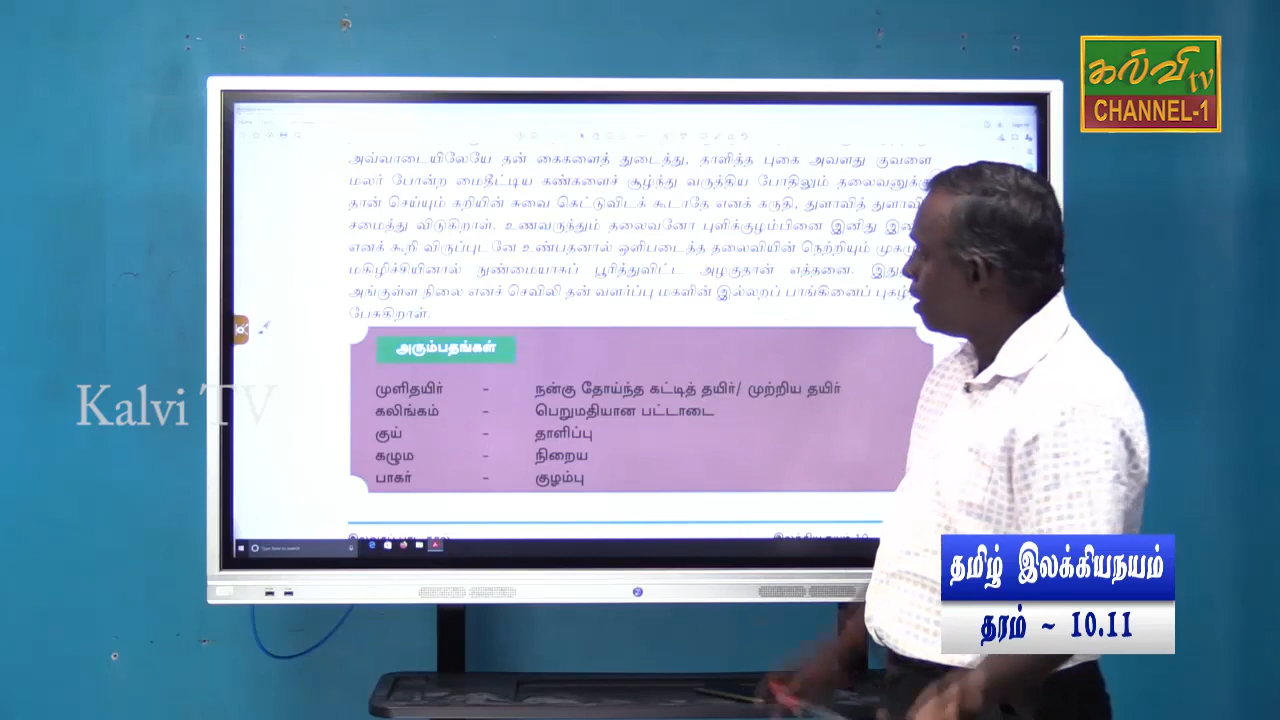 கல்வி tv
CHANNEL-1
அவ்வாடையிலேயே தன் கைகளைத் துடைத்து, தாளித்த புகை அவளது குவளை
மலர் போன்ற மைதீட்டிய கண்களைச் சூழ்ந்து வருத்திய போதிலும் தலைவனுக்கு
தான் செய்யும் கறியின் சுவை கெட்டுவிடக் கூடாதே எனக் கருதி, துளாவித்
சமைத்து விடுகிறாள். உணவருந்தும் தலைவனோ புளிக்குழம்பினை இனிது
எனக் கூறி விருப்புடனே உண்பதனால் ஒளிபடைத்த தலைவியின் நெற்றியும்
மகிழ்ச்சியினால் நுண்மையாகப் பூரித்துவிட்ட அழகுதான் எத்தனை.
அங்குள்ள நிலை எனச் செவிலி தன் வளர்ப்பு மகளின் இல்லறப் பாங்கினைப்
பேசுகிறாள்.
அரும்பதங்கள்
முளிதயிர் - நன்கு தோய்ந்த கட்டித் தயிர்/ முற்றிய தயிர்
கலிங்கம் - பெறுமதியான பட்டாடை
குய் - தாளிப்பு
கழும - நிறைய
பாகர் - குழம்பு
Kalvi TV
தமிழ் இலக்கியநயம்
தரம் ~ 10.11